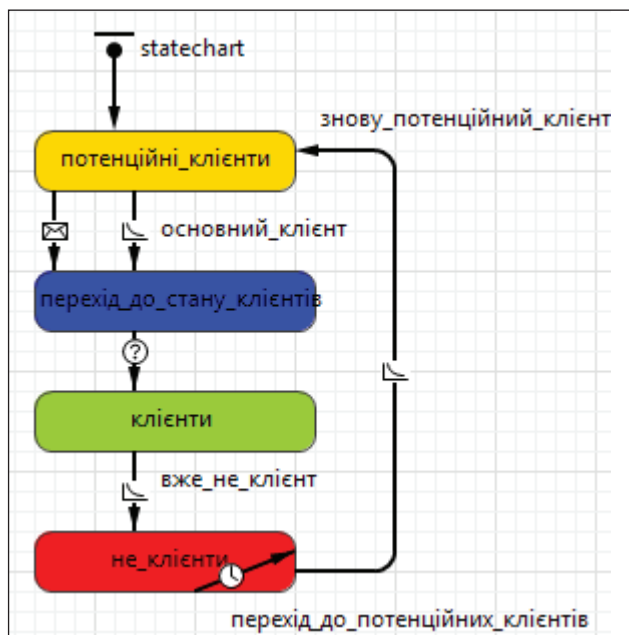 statechart
знову_потенційний_клієнт
потенційні_клієнти
основний_клієнт
перехід_до_стану_клієнтів
?
клієнти
вже_не_клієнт
не_клієнти
перехід_до_потенційних_клієнтів